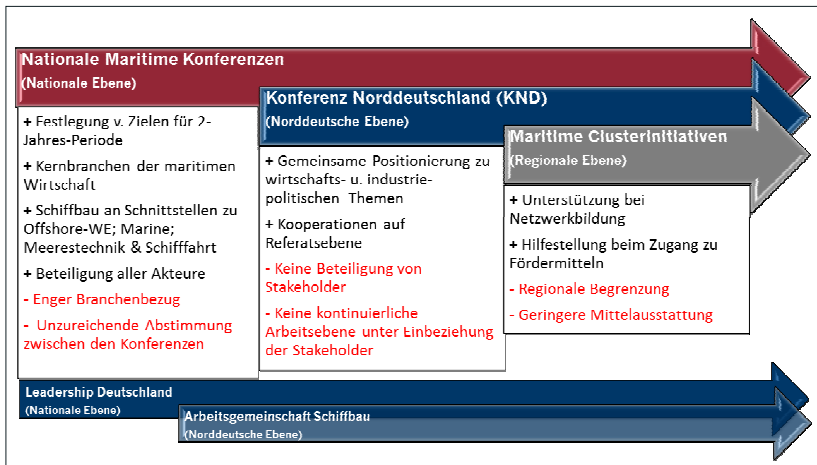 Nationale Maritime Konferenzen
(Nationale Ebene)
+ Festlegung v. Zielen für 2-
Jahres-Periode
+ Kernbranchen der maritimen
Wirtschaft
+ Schiffbau an Schnittstellen zu
Offshore-WE; Marine;
Meerestechnik & Schifffahrt
+ Beteiligung aller Akteure
- Enger Branchenbezug
- Unzureichende Abstimmung
zwischen den Konferenzen
Konferenz Norddeutschland (KND)
(Norddeutsche Ebene)
+ Gemeinsame Positionierung zu
wirtschafts- u. industrie-
politischen Themen
+ Kooperationen auf
Referatsebene
- Keine Beteiligung von
Stakeholder
- Keine kontinuierliche
Arbeitsebene unter Einbeziehung
der Stakeholder
Maritime Clusterinitiativen
(Regionale Ebene)
+ Unterstützung bei
Netzwerkbildung
+ Hilfestellung beim Zugang zu
Fördermitteln
- Regionale Begrenzung
- Geringere Mittelausstattung
Leadership Deutschland
(Nationale Ebene)
Arbeitsgemeinschaft Schiffbau
(Norddeutsche Ebene)